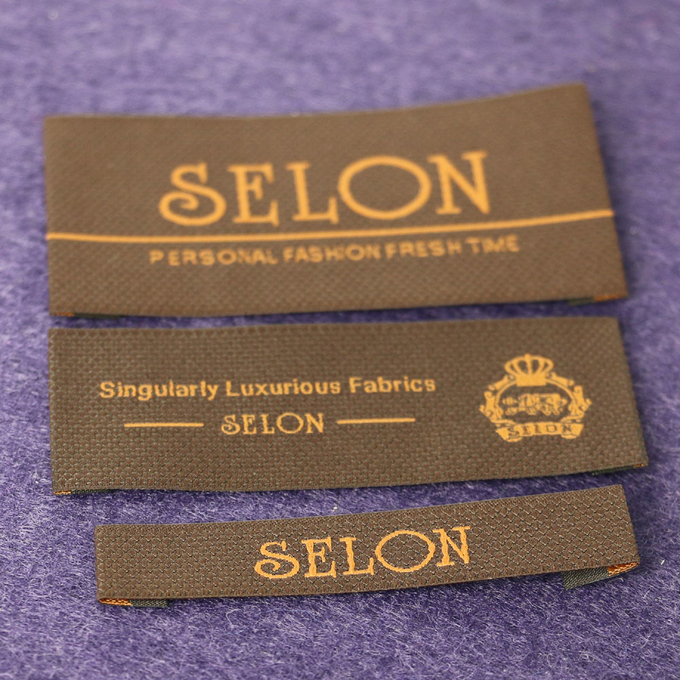 SELON
PERSONAL FASHION FRESH TIME
Singularly Luxurious Fabrics
SELON
SELON
SELON